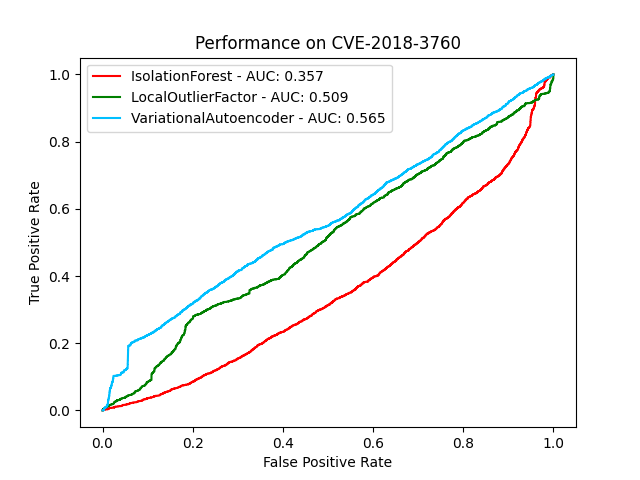 Performance on CVE-2018-3760
IsolationForest - AUC: 0.357
LocalOutlierFactor - AUC: 0.509
VariationalAutoencoder - AUC: 0.565
1.0
0.8
0.6
0.4
0.2
0.0
True Positive Rate
0.0 0.2 0.4 0.6 0.8 1.0
False Positive Rate